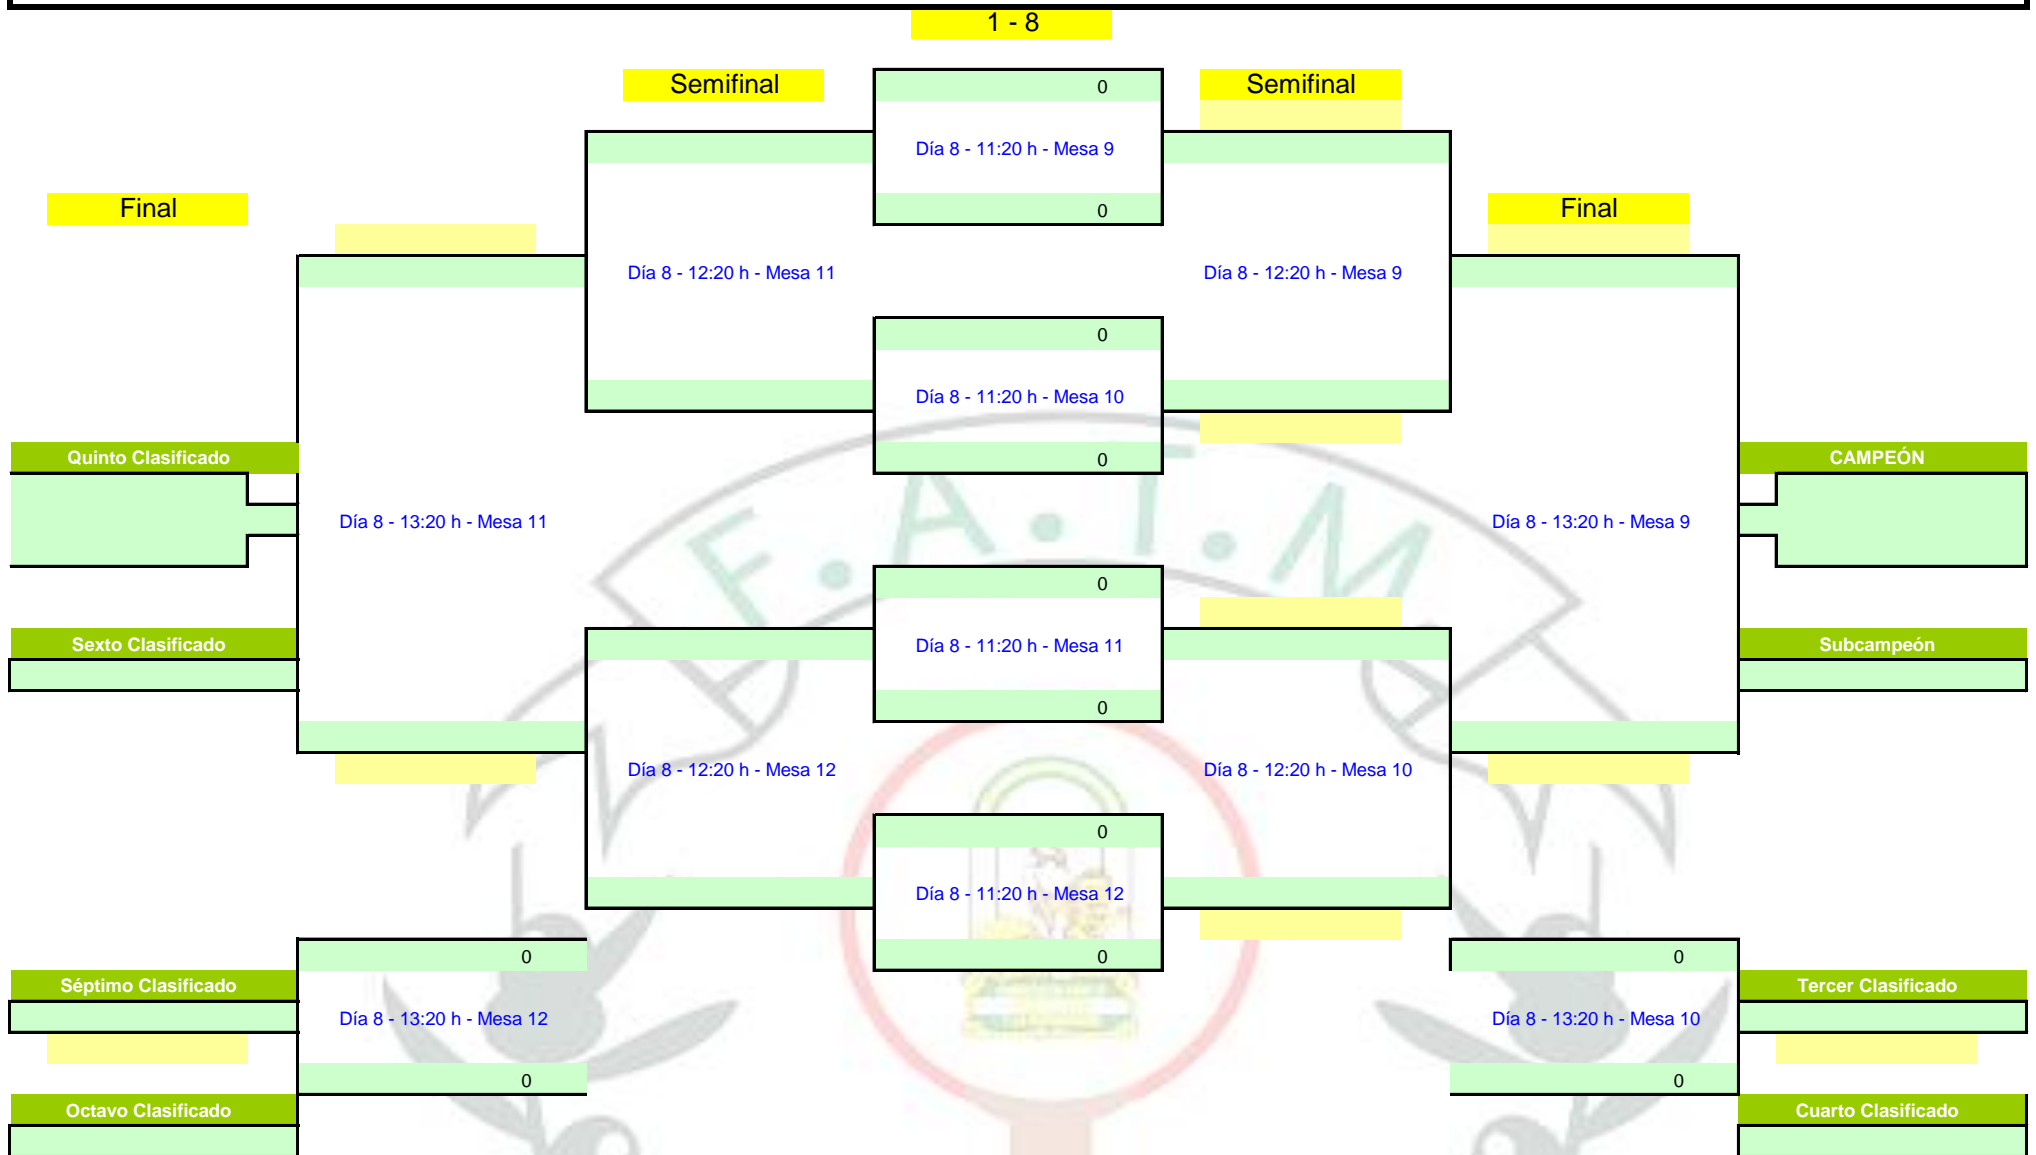 1 - 8
Semifinal
0
Semifinal
Día 8 - 11:20 h - Mesa 9
Final
0
Final
Día 8 - 12:20 h - Mesa 11
Día 8 - 12:20 h - Mesa 9
0
Día 8 - 11:20 h - Mesa 10
Quinto Clasificado
0
CAMPEÓN
Día 8 - 13:20 h - Mesa 11
F.A.T.M.
Día 8 - 13:20 h - Mesa 9
0
Sexto Clasificado
Día 8 - 11:20 h - Mesa 11
Subcampeón
0
Día 8 - 12:20 h - Mesa 12
Día 8 - 12:20 h - Mesa 10
0
Día 8 - 11:20 h - Mesa 12
0
0
0
Séptimo Clasificado
Tercer Clasificado
Día 8 - 13:20 h - Mesa 12
Día 8 - 13:20 h - Mesa 10
0
0
Octavo Clasificado
Cuarto Clasificado